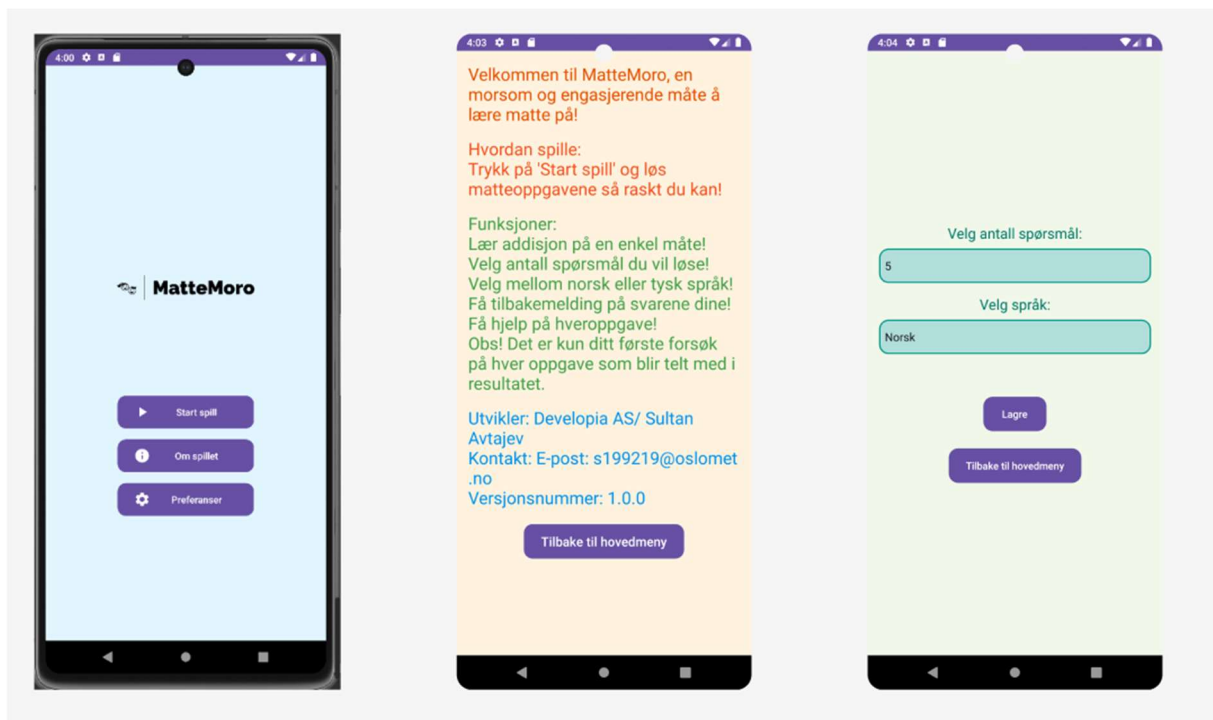 4:00
MatteMoro
Start spill
Om spillet
Preferanser
4:03
Velkommen til MatteMoro, en
morsom og engasjerende måte å
lære matte på!
Hvordan spille:
Trykk på 'Start spill' og løs
matteoppgavene så raskt du kan!
Funksjoner:
Lær addisjon på en enkel måte!
Velg antall spørsmål du vil løse!
Velg mellom norsk eller tysk språk!
Få tilbakemelding på svarene dine!
Få hjelp på hveroppgave!
Obs! Det er kun ditt første forsøk
på hver oppgave som blir telt med i
resultatet.
Utvikler: Developia AS/ Sultan
Avtajev
Kontakt: E-post: s199219@oslomet
.no
Versjonsnummer: 1.0.0
Tilbake til hovedmeny
4:04
Velg antall spørsmål:
5
Velg språk:
Norsk
Lagre
Tilbake til hovedmeny